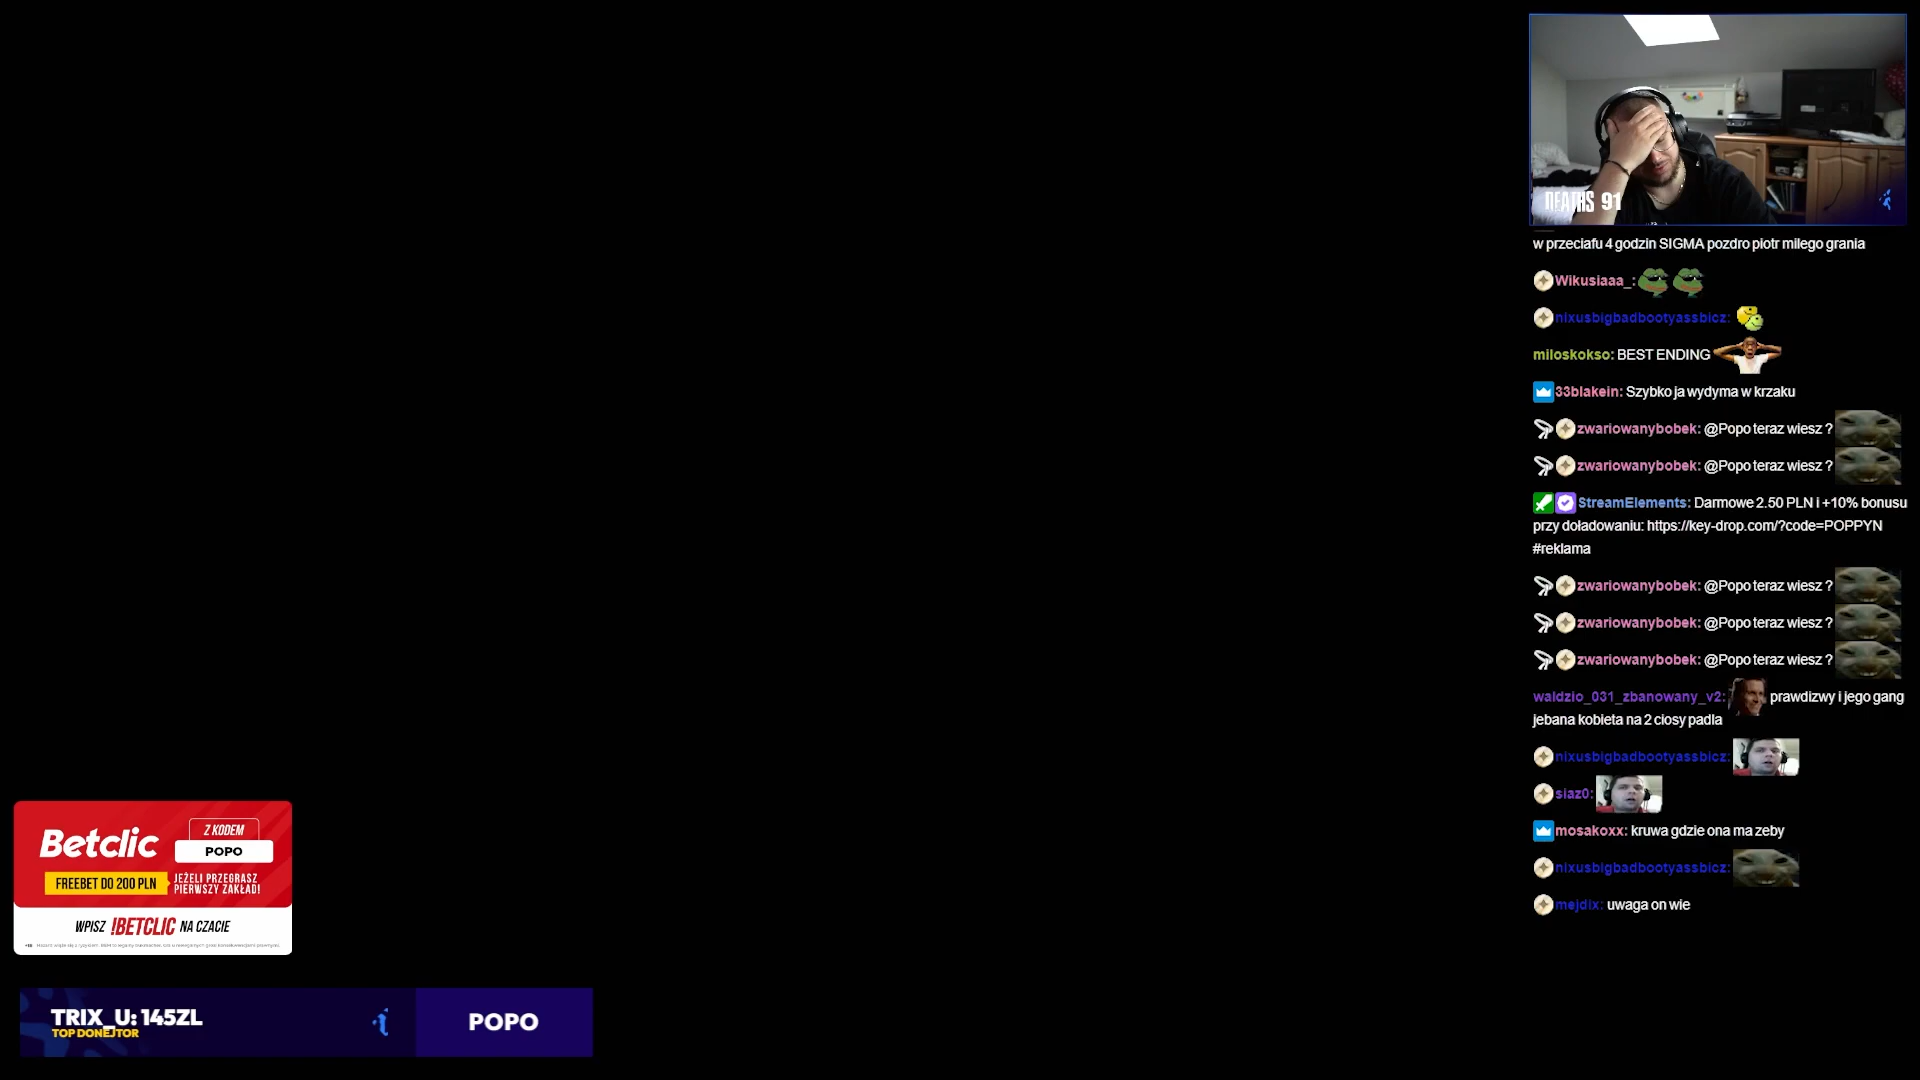 DEATHS 91
w przeciafu 4 godzin SIGMA pozdro piotr milego grania
Wikusiaaa_:
nixusbigbadbootyassbicz:
miloskokso: BEST ENDING
33blakein: Szybko ja wydyma w krzaku
zwariowanybobek: @Popo teraz wiesz ?
zwariowanybobek: @Popo teraz wiesz ?
StreamElements: Darmowe 2.50 PLN i +10% bonusu
przy doładowaniu: https://key-drop.com/?code=POPPYN
#reklama
zwariowanybobek: @Popo teraz wiesz ?
zwariowanybobek: @Popo teraz wiesz ?
zwariowanybobek: @Popo teraz wiesz ?
waldzio_031_zbanowany_v2: prawdizwy i jego gang
jebana kobieta na 2 ciosy padla
nixusbigbadbootyassbicz:
siaz0:
mosakoxx: kruwa gdzie ona ma zeby
nixusbigbadbootyassbicz:
mejdix: uwaga on wie
Betclic
Z KODEM
POPO
FREEBET DO 200 PLN
JEŻELI PRZEGRASZ
PIERWSZY ZAKŁAD!
WPISZ !BETCLIC NA CZACIE
TRIX_U: 145ZL
TOP DONEJTOR
POPO